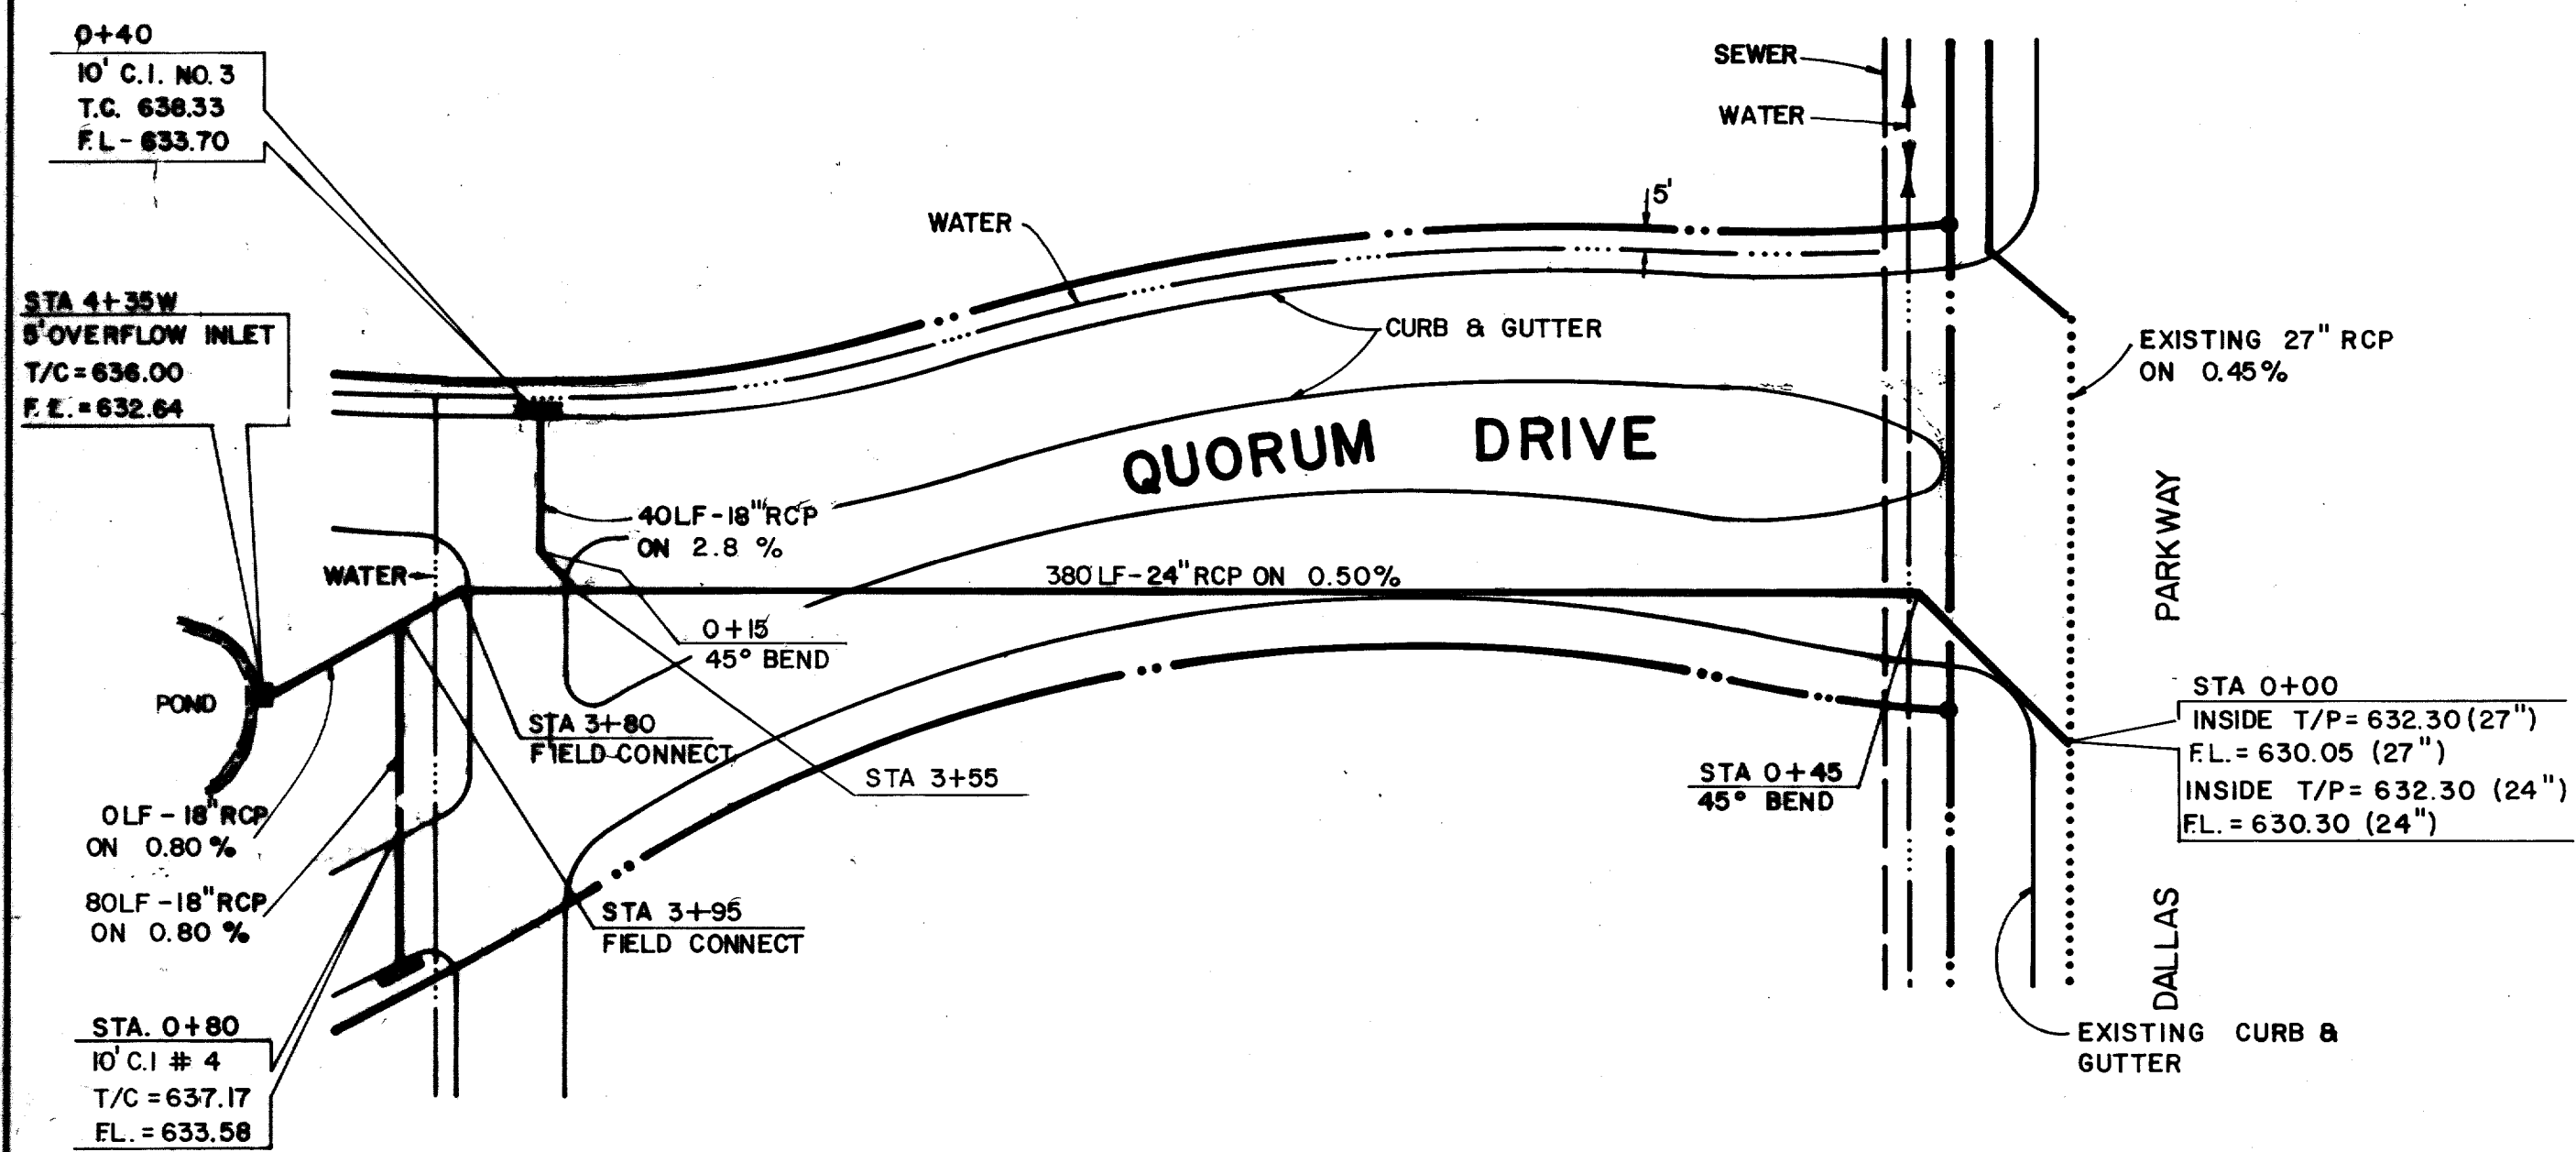 0+40
10' C.I. NO. 3
T.C. 638.33
F.L - 633.70
STA 4+35W
5' OVERFLOW INLET
T/C = 636.00
F.L. = 632.64
WATER
SEWER
WATER
5'
CURB & GUTTER
EXISTING 27" RCP
ON 0.45%
QUORUM DRIVE
40LF-18" RCP
ON 2.8 %
WATER
380 LF-24" RCP ON 0.50%
0+15
45° BEND
POND
STA 3+80
FIELD CONNECT
STA 3+55
STA 0+45
45° BEND
STA 0+00
INSIDE T/P = 632.30 (27")
F.L. = 630.05 (27")
INSIDE T/P = 632.30 (24")
F.L. = 630.30 (24")
0LF - 18" RCP
ON 0.80 %
80LF - 18" RCP
ON 0.80 %
STA 3+95
FIELD CONNECT
STA. 0+80
10' C.I # 4
T/C = 637.17
F.L. = 633.58
DALLAS PARKWAY
EXISTING CURB &
GUTTER